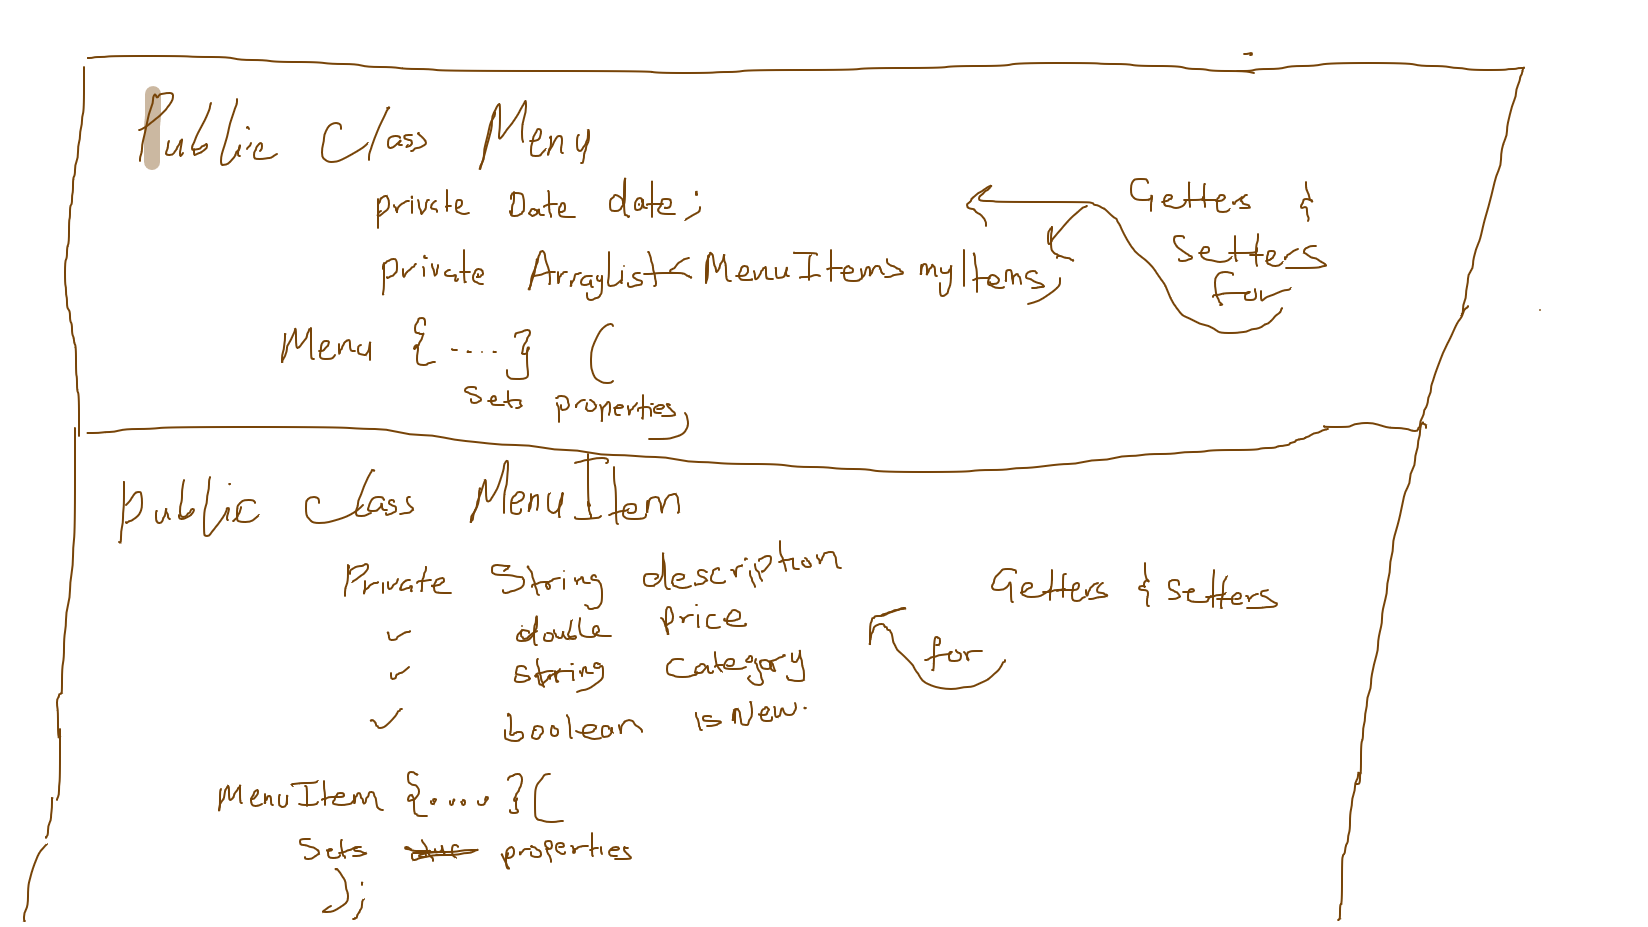 Public Class Menu
private Date date;
Getters &
Setters
for
private Arraylist<MenuItems myItems;
Menu {....} (
Sets properties;
public class MenuItem
Private String description
Getters & Setters
double price
for
string Category
boolean isNew.
MenuItem {....}(
Sets properties
);